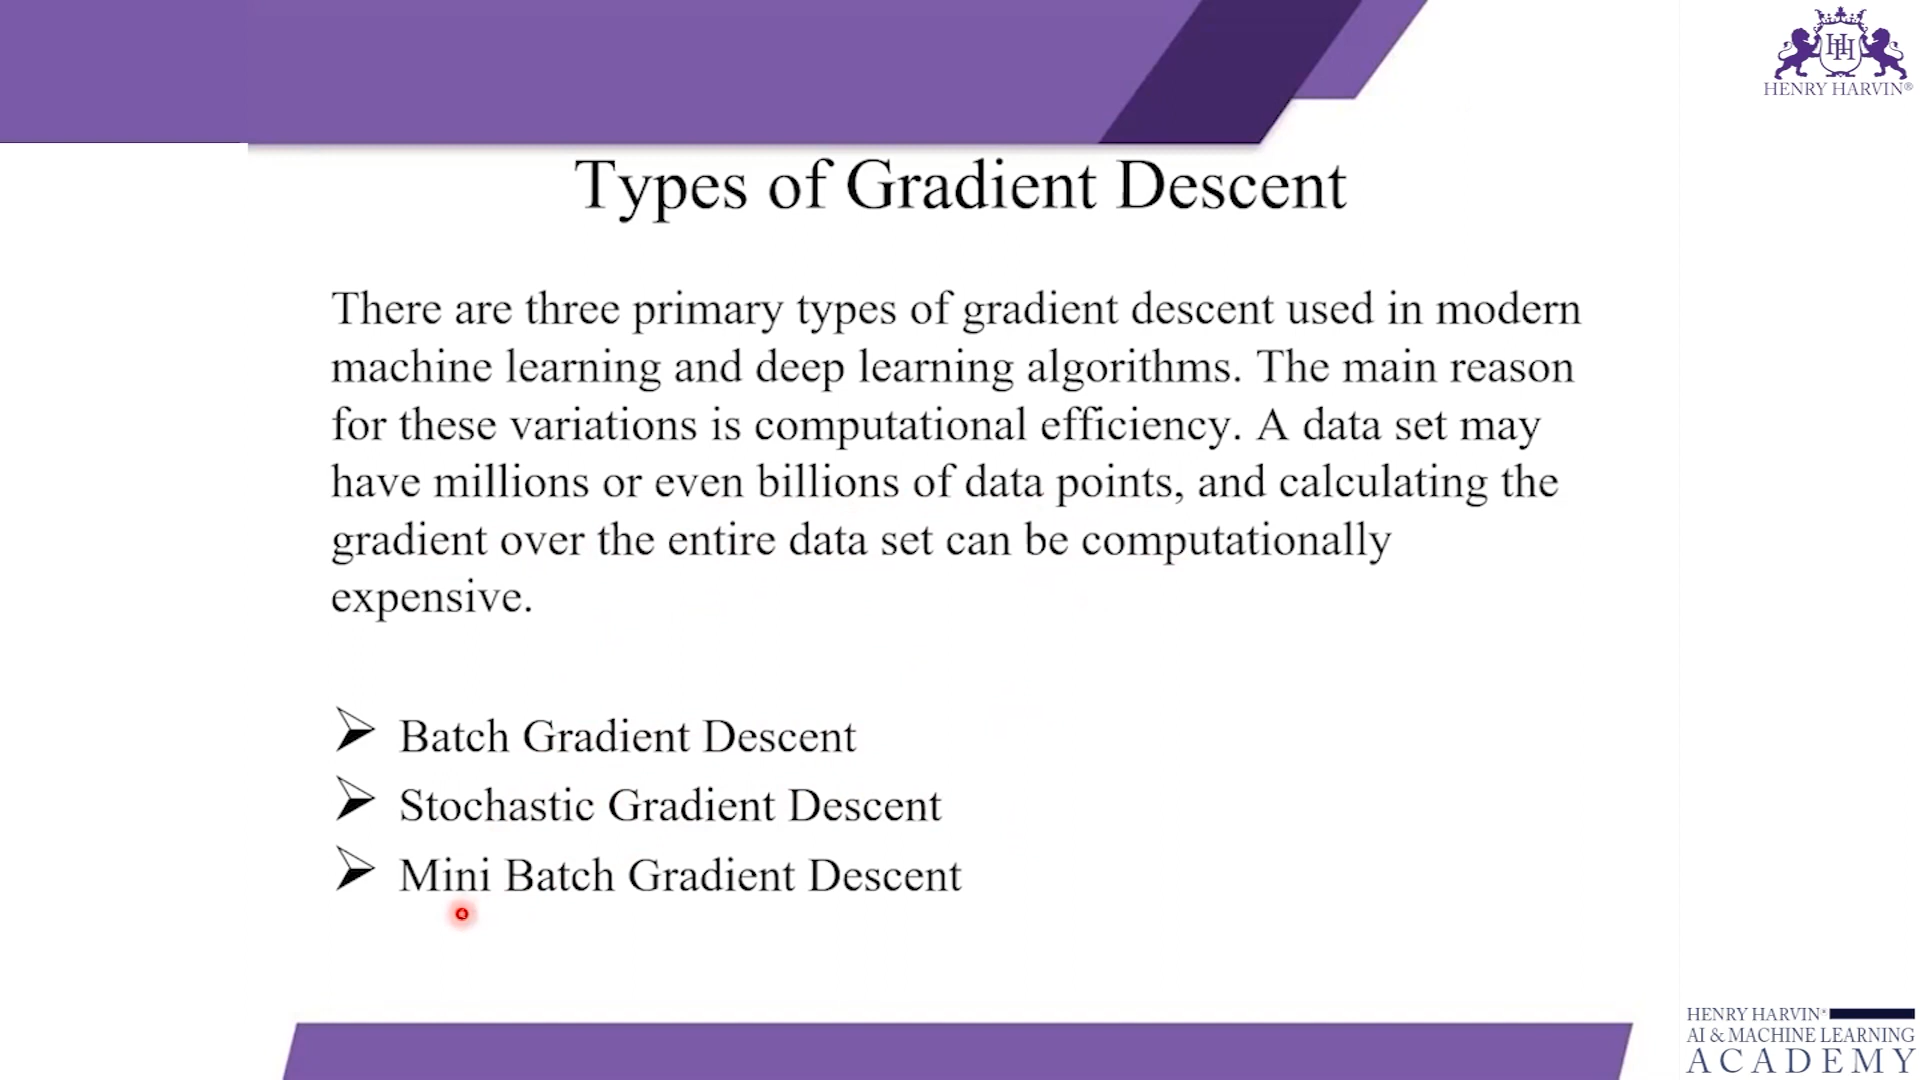 HENRY HARVIN®
Types of Gradient Descent
There are three primary types of gradient descent used in modern
machine learning and deep learning algorithms. The main reason
for these variations is computational efficiency. A data set may
have millions or even billions of data points, and calculating the
gradient over the entire data set can be computationally
expensive.
Batch Gradient Descent
Stochastic Gradient Descent
Mini Batch Gradient Descent
HENRY HARVIN®
AI & MACHINE LEARNING
ACADEMY